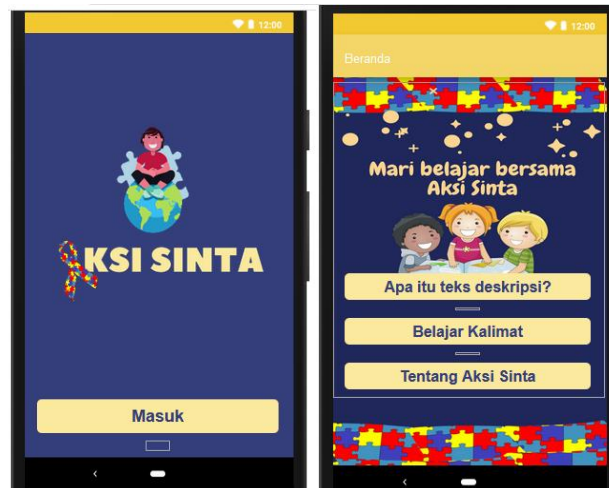 12:00
KSI SINTA
Masuk
12:00
Beranda
Mari belajar bersama
Aksi Sinta
Apa itu teks deskripsi?
Belajar Kalimat
Tentang Aksi Sinta